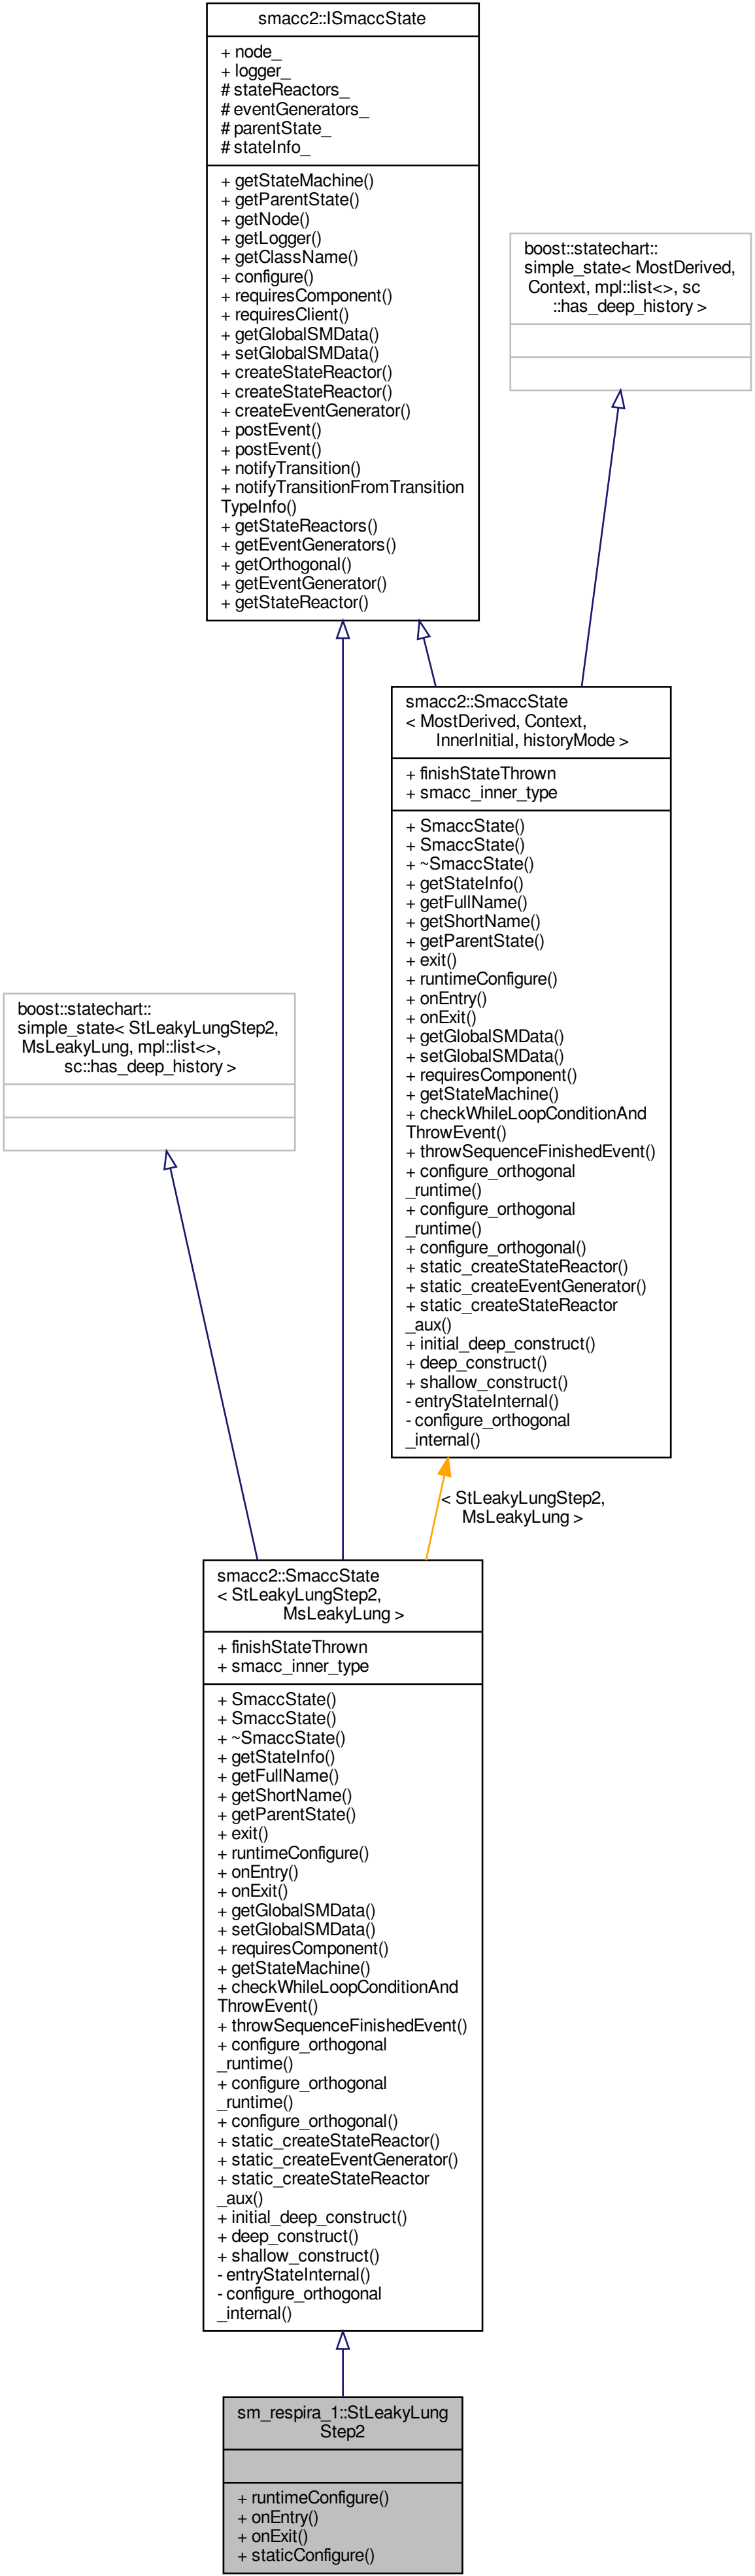 smacc2::ISmaccState
+ node_
+ logger_
# stateReactors_
# eventGenerators_
# parentState_
# stateInfo_
+ getStateMachine()
+ getParentState()
+ getNode()
+ getLogger()
+ getClassName()
+ configure()
+ requiresComponent()
+ requiresClient()
+ getGlobalSMData()
+ setGlobalSMData()
+ createStateReactor()
+ createStateReactor()
+ createEventGenerator()
+ postEvent()
+ postEvent()
+ notifyTransition()
+ notifyTransitionFromTransition
TypeInfo()
+ getStateReactors()
+ getEventGenerators()
+ getOrthogonal()
+ getEventGenerator()
+ getStateReactor()
boost::statechart::
simple_state< MostDerived,
Context, mpl::list<>, sc
::has_deep_history >
smacc2::SmaccState
< MostDerived, Context,
InnerInitial, historyMode >
+ finishStateThrown
+ smacc_inner_type
+ SmaccState()
+ SmaccState()
+ ~SmaccState()
+ getStateInfo()
+ getFullName()
+ getShortName()
+ getParentState()
+ exit()
+ runtimeConfigure()
+ onEntry()
+ onExit()
+ getGlobalSMData()
+ setGlobalSMData()
+ requiresComponent()
+ getStateMachine()
+ checkWhileLoopConditionAnd
ThrowEvent()
+ throwSequenceFinishedEvent()
+ configure_orthogonal
_runtime()
+ configure_orthogonal
_runtime()
+ configure_orthogonal()
+ static_createStateReactor()
+ static_createEventGenerator()
+ static_createStateReactor
_aux()
+ initial_deep_construct()
+ deep_construct()
+ shallow_construct()
- entryStateInternal()
- configure_orthogonal
_internal()
boost::statechart::
simple_state< StLeakyLungStep2,
MsLeakyLung, mpl::list<>,
sc::has_deep_history >
< StLeakyLungStep2,
MsLeakyLung >
smacc2::SmaccState
< StLeakyLungStep2,
MsLeakyLung >
+ finishStateThrown
+ smacc_inner_type
+ SmaccState()
+ SmaccState()
+ ~SmaccState()
+ getStateInfo()
+ getFullName()
+ getShortName()
+ getParentState()
+ exit()
+ runtimeConfigure()
+ onEntry()
+ onExit()
+ getGlobalSMData()
+ setGlobalSMData()
+ requiresComponent()
+ getStateMachine()
+ checkWhileLoopConditionAnd
ThrowEvent()
+ throwSequenceFinishedEvent()
+ configure_orthogonal
_runtime()
+ configure_orthogonal
_runtime()
+ configure_orthogonal()
+ static_createStateReactor()
+ static_createEventGenerator()
+ static_createStateReactor
_aux()
+ initial_deep_construct()
+ deep_construct()
+ shallow_construct()
- entryStateInternal()
- configure_orthogonal
_internal()
sm_respira_1::StLeakyLung
Step2
+ runtimeConfigure()
+ onEntry()
+ onExit()
+ staticConfigure()